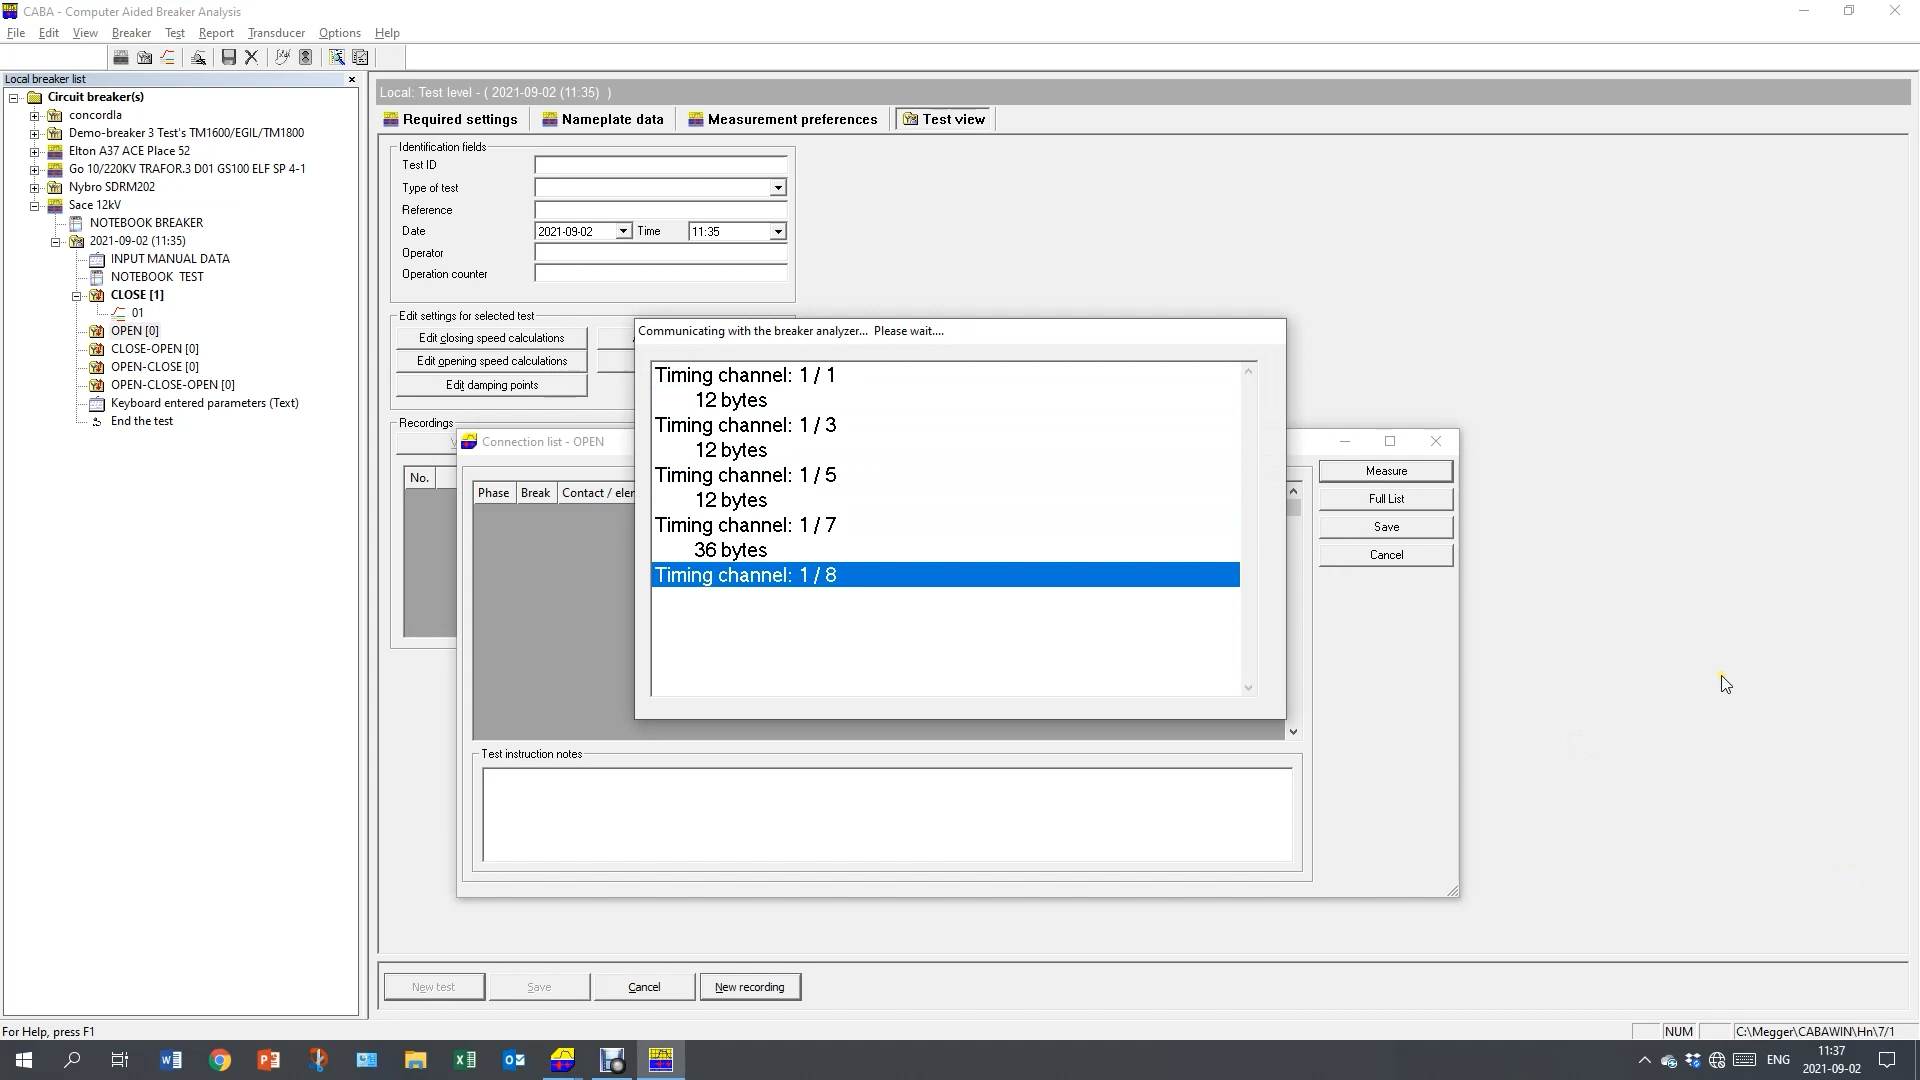 CABA - Computer Aided Breaker Analysis
File Edit View Breaker Test Report Transducer Options Help
Local breaker list
Circuit breaker(s)
concordla
Demo-breaker 3 Test's TM1600/EGIL/TM1800
Elton A37 ACE Place 52
Go 10/220KV TRAFOR.3 D01 GS100 ELF SP 4-1
Nybro SDRM202
Sace 12kV
NOTEBOOK BREAKER
2021-09-02 (11:35)
INPUT MANUAL DATA
NOTEBOOK TEST
CLOSE [1]
01
OPEN [0]
CLOSE-OPEN [0]
OPEN-CLOSE [0]
OPEN-CLOSE-OPEN [0]
Keyboard entered parameters (Text)
End the test
Local: Test level - ( 2021-09-02 (11:35) )
Required settings Nameplate data Measurement preferences Test view
Identification fields
Test ID
Type of test
Reference
Date 2021-09-02 Time 11:35
Operator
Operation counter
Edit settings for selected test
Edit closing speed calculations
Edit opening speed calculations
Edit damping points
Recordings
No.
Connection list - OPEN
Phase Break Contact / eler
Communicating with the breaker analyzer... Please wait....
Timing channel: 1 / 1
12 bytes
Timing channel: 1 / 3
12 bytes
Timing channel: 1 / 5
12 bytes
Timing channel: 1 / 7
36 bytes
Timing channel: 1 / 8
Measure
Full List
Save
Cancel
Test instruction notes
New test Save Cancel New recording
For Help, press F1
NUM
C:\Megger\CABAWIN\Hn\7/1
ENG
11:37
2021-09-02